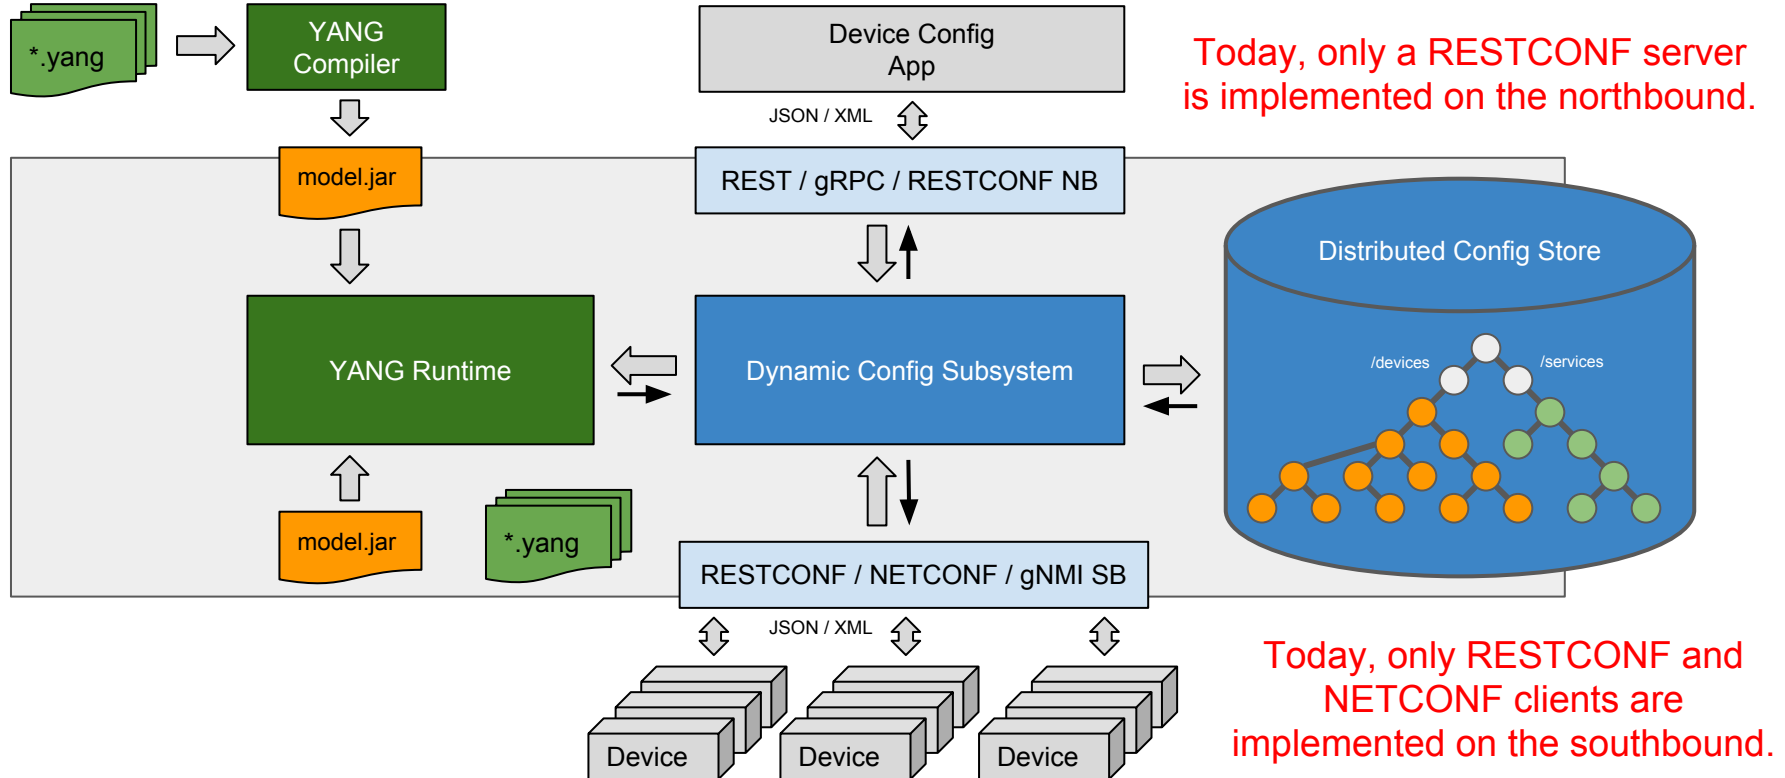 *.yang
YANG
Compiler
Device Config
App
Today, only a RESTCONF server
is implemented on the northbound.
JSON / XML
model.jar
REST / gRPC / RESTCONF NB
Distributed Config Store
YANG Runtime
Dynamic Config Subsystem
/devices
/services
model.jar
*.yang
RESTCONF / NETCONF / gNMI SB
JSON / XML
Today, only RESTCONF and
NETCONF clients are
implemented on the southbound.
Device
Device
Device